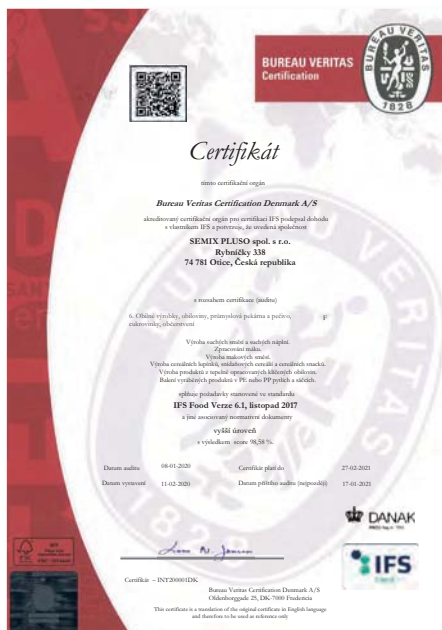 BUREAU VERITAS
Certification
BUREAU VERITAS
1828
Certifikát
tímto certifikační orgán
Bureau Veritas Certification Denmark A/S
akreditovaný certifikační orgán pro certifikaci IFS podepsal dohodu
s vlastníkem IFS a potvrzuje, že uvedená společnost
SEMIX PLUSO spol. s r.o.
Rybníčky 338
74 781 Otice, Česká republika
s rozsahem certifikace (auditu)
6. Obilné výrobky, obiloviny, průmyslová pekárna a pečivo,
cukrovinky, občerstvení
Výroba suchých směsí a suchých náplní.
Zpracování máku.
Výroba makových směsí.
Výroba cereálních lupínků, snídaňových cereálií a cereálních snacků.
Výroba produktů z tepelně opracovaných klíčených obilovin.
Balení vyráběných produktů v PE nebo PP pytlích a sáčcích.
splňuje požadavky stanovené ve standardu
IFS Food Verze 6.1, listopad 2017
a jiné asociovaný normativní dokumenty
vyšší úroveň
s výsledkem score 98,58 %.
Datum auditu 08-01-2020 Certifikát platí do 27-02-2021
Datum vystavení 11-02-2020 Datum příštího auditu (nejpozději) 17-01-2021
DANAK
IFS
Certifikát – INT200001DK
Bureau Veritas Certification Denmark A/S
Oldenborggade 25, DK-7000 Fredericia
This certificate is a translation of the original certificate in English language
and therefore to be used as reference only